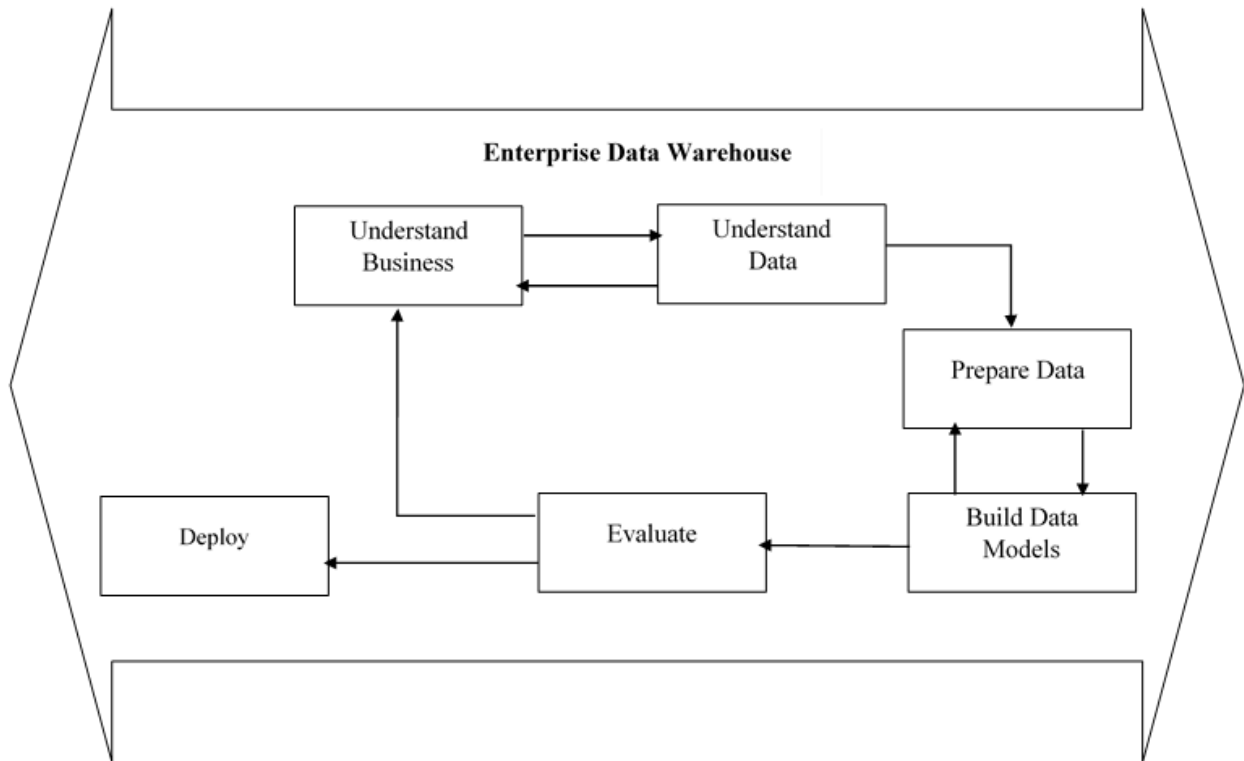 Enterprise Data Warehouse
Understand
Business
Understand
Data
Prepare Data
Build Data
Models
Evaluate
Deploy